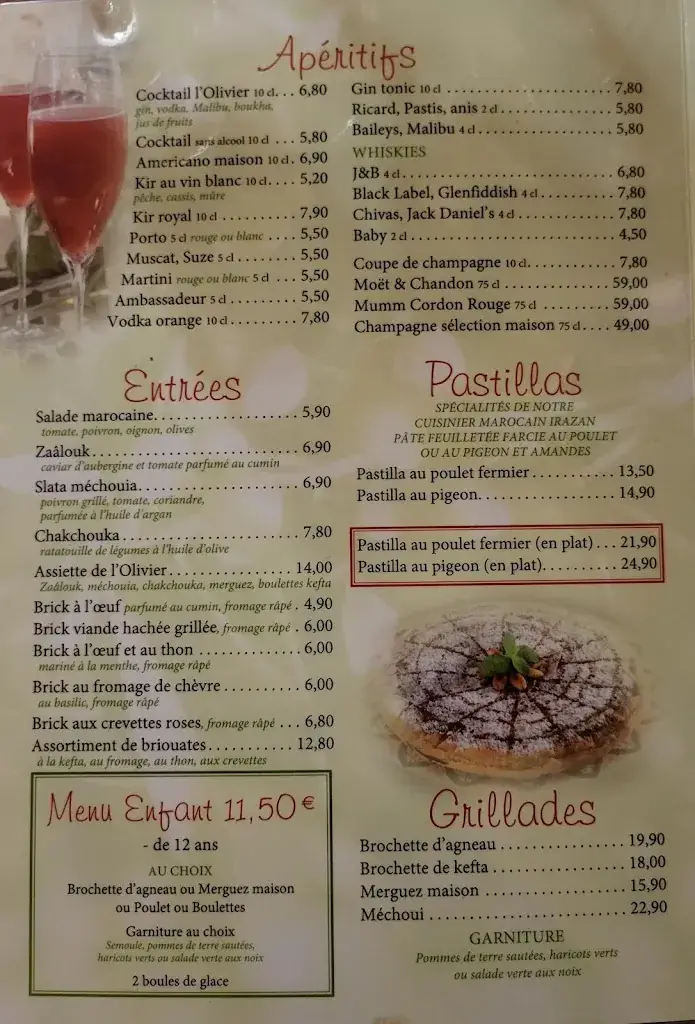 Apéritifs
Cocktail l'Olivier 10 cl. . . 6,80
gin, vodka, Malibu, boukha,
jus de fruits
Cocktail sans alcool 10 cl . . . 5,80
Americano maison 10 cl. 6,90
Kir au vin blanc 10 cl. . . . 5,20
pêche, cassis, mûre
Kir royal 10 cl . . . . . . . . . . 7,90
Porto 5 cl rouge ou blanc . . . . 5,50
Muscat, Suze 5 cl . . . . . . . 5,50
Martini rouge ou blanc 5 cl . . . 5,50
Ambassadeur 5 cl . . . . . . . . 5,50
Vodka orange 10 cl . . . . . . . . . 7,80
Gin tonic 10 cl . . . . . . . . . . . . . . . . . . . . 7,80
Ricard, Pastis, anis 2 cl . . . . . . . . . . . . . 5,80
Baileys, Malibu 4 cl . . . . . . . . . . . . . . . . 5,80
WHISKIES
J&B 4 cl . . . . . . . . . . . . . . . . . . . . . . . . . 6,80
Black Label, Glenfiddish 4 cl . . . . . . . . . 7,80
Chivas, Jack Daniel's 4 cl . . . . . . . . . . . . 7,80
Baby 2 cl . . . . . . . . . . . . . . . . . . . . . . . . 4,50
Coupe de champagne 10 cl. . . . . . . . . . . 7,80
Moët & Chandon 75 cl . . . . . . . . . . . . . 59,00
Mumm Cordon Rouge 75 cl . . . . . . . . . 59,00
Champagne sélection maison 75 cl . . . . 49,00
Entrées
Salade marocaine. . . . . . . . . . . . . . . . . . 5,90
tomate, poivron, oignon, olives
Zaâlouk . . . . . . . . . . . . . . . . . . . . . . . . . 6,90
caviar d'aubergine et tomate parfumé au cumin
Slata méchouia. . . . . . . . . . . . . . . . . . . . 6,90
poivron grillé, tomate, coriandre,
parfumée à l'huile d'argan
Chakchouka . . . . . . . . . . . . . . . . . . . . . 7,80
ratatouille de légumes à l'huile d'olive
Assiette de l'Olivier . . . . . . . . . . . . . . . 14,00
Zaâlouk, méchouia, chakchouka, merguez, boulettes kefta
Brick à l'œuf parfumé au cumin, fromage râpé . 4,90
Brick viande hachée grillée, fromage râpé . 6,00
Brick à l'œuf et au thon . . . . . . . . . . . . . 6,00
mariné à la menthe, fromage râpé
Brick au fromage de chèvre . . . . . . . . . . 6,00
au basilic, fromage râpé
Brick aux crevettes roses, fromage râpé . . . 6,80
Assortiment de briouates . . . . . . . . . . . 12,80
à la kefta, au fromage, au thon, aux crevettes
Menu Enfant 11,50 €
- de 12 ans
AU CHOIX
Brochette d'agneau ou Merguez maison
ou Poulet ou Boulettes
Garniture au choix
Semoule, pommes de terre sautées,
haricots verts ou salade verte aux noix
2 boules de glace
Pastillas
SPÉCIALITÉS DE NOTRE
CUISINIER MAROCAIN IRAZAN
PÂTE FEUILLETÉE FARCIE AU POULET
OU AU PIGEON ET AMANDES
Pastilla au poulet fermier . . . . . . . . . . . 13,50
Pastilla au pigeon. . . . . . . . . . . . . . . . . . 14,90
Pastilla au poulet fermier (en plat) . . . 21,90
Pastilla au pigeon (en plat). . . . . . . . . . 24,90
Grillades
Brochette d'agneau . . . . . . . . . . . . . . . . 19,90
Brochette de kefta . . . . . . . . . . . . . . . . . 18,00
Merguez maison . . . . . . . . . . . . . . . . . . 15,90
Méchoui . . . . . . . . . . . . . . . . . . . . . . . . 22,90
GARNITURE
Pommes de terre sautées, haricots verts
ou salade verte aux noix